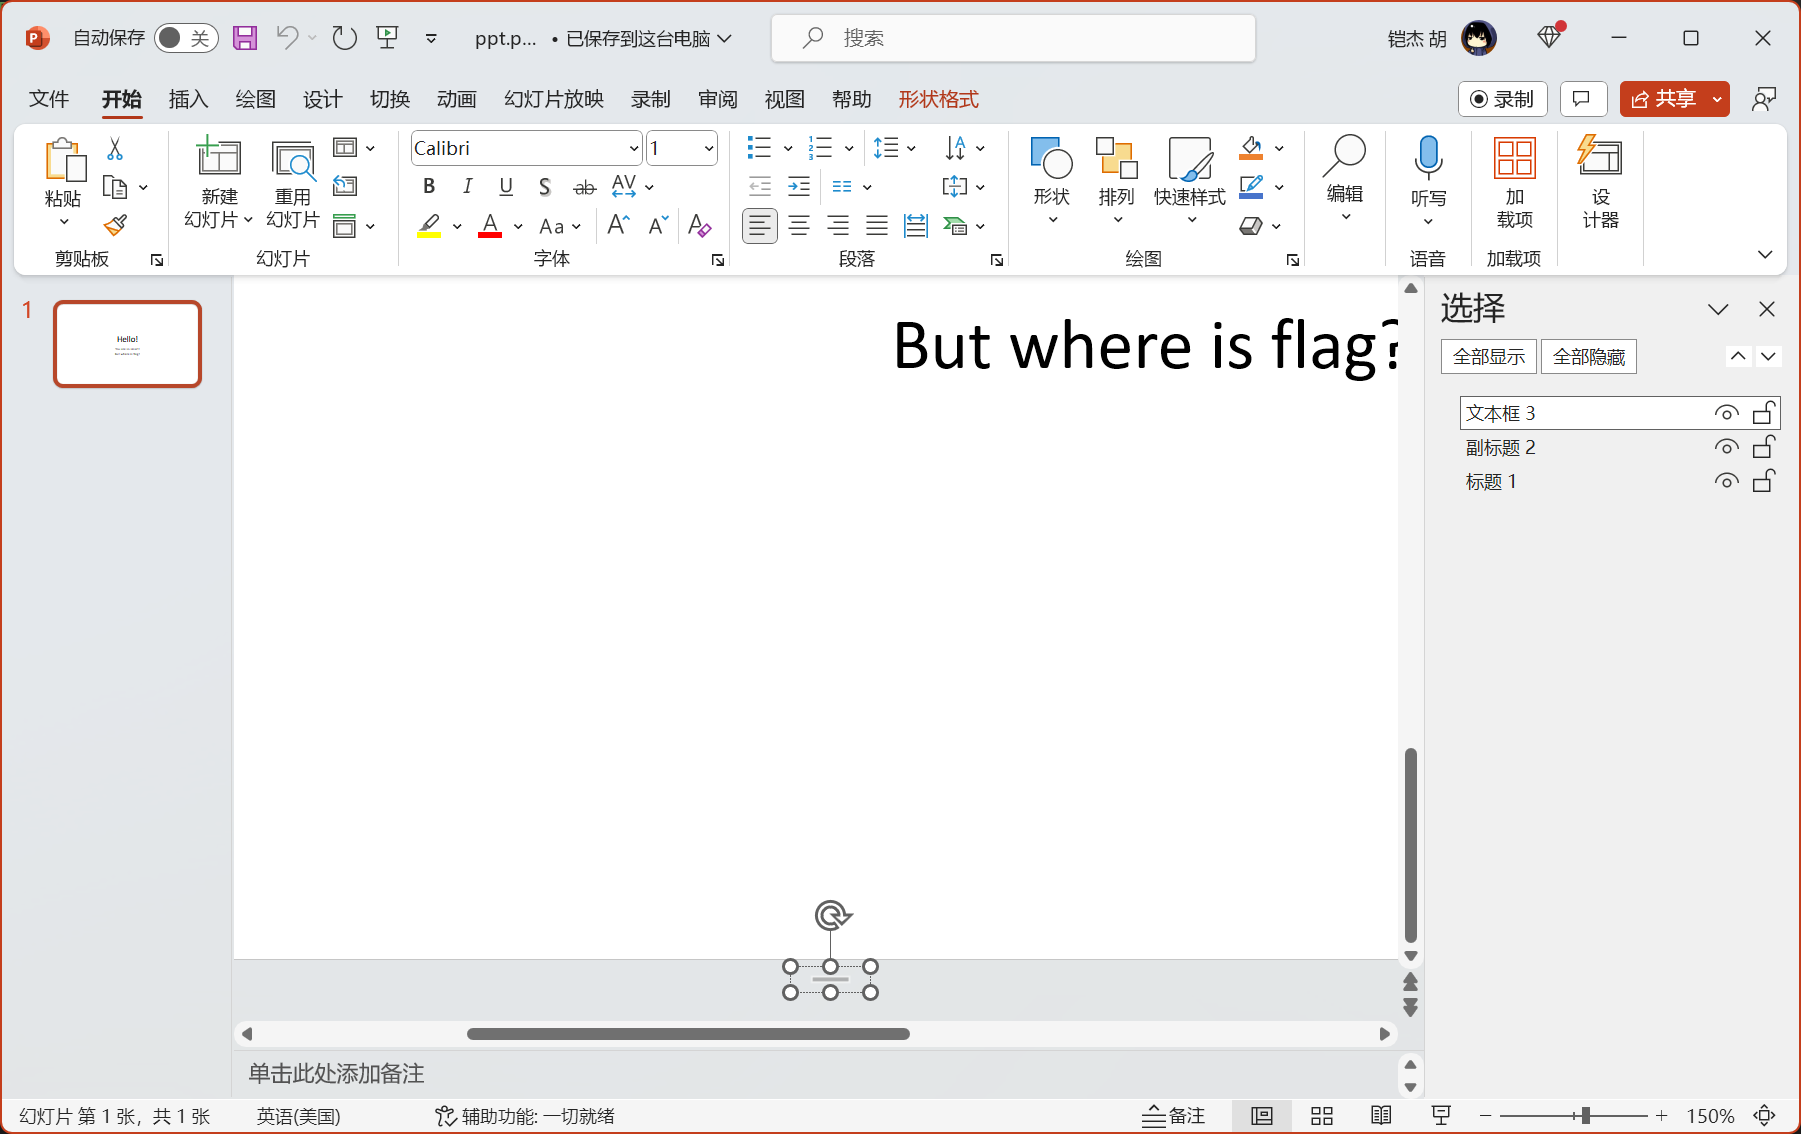 自动保存 关 ppt.p... • 已保存到这台电脑 搜索 铠杰 胡
文件 开始 插入 绘图 设计 切换 动画 幻灯片放映 录制 审阅 视图 帮助 形状格式 录制 共享
粘贴
剪贴板
新建
幻灯片
重用
幻灯片
幻灯片
Calibri 1
B I U S ab AV
A Aa A A A
字体
段落
形状 排列 快速样式
绘图
编辑
听写
语音
加
载项
加载项
设
计器
1
Hello!
But where is flag?
选择
全部显示 全部隐藏
文本框 3
副标题 2
标题 1
单击此处添加备注
幻灯片 第 1 张，共 1 张 英语(美国) 辅助功能: 一切就绪 备注 150%